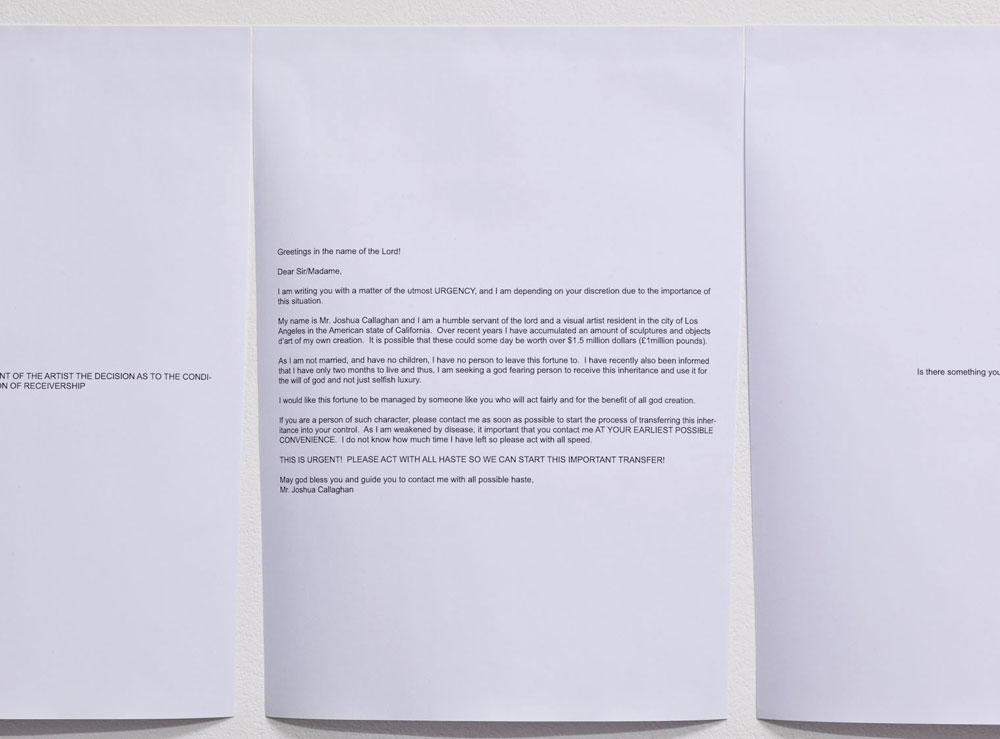 NT OF THE ARTIST THE DECISION AS TO THE CONDI-
ON OF RECEIVERSHIP
Greetings in the name of the Lord!
Dear Sir/Madame,
I am writing you with a matter of the utmost URGENCY, and I am depending on your discretion due to the importance of
this situation.
My name is Mr. Joshua Callaghan and I am a humble servant of the lord and a visual artist resident in the city of Los
Angeles in the American state of California. Over recent years I have accumulated an amount of sculptures and objects
d'art of my own creation. It is possible that these could some day be worth over $1.5 million dollars (£1million pounds).
As I am not married, and have no children, I have no person to leave this fortune to. I have recently also been informed
that I have only two months to live and thus, I am seeking a god fearing person to receive this inheritance and use it for
the will of god and not just selfish luxury.
I would like this fortune to be managed by someone like you who will act fairly and for the benefit of all god creation.
If you are a person of such character, please contact me as soon as possible to start the process of transferring this inher-
itance into your control. As I am weakened by disease, it important that you contact me AT YOUR EARLIEST POSSIBLE
CONVENIENCE. I do not know how much time I have left so please act with all speed.
THIS IS URGENT! PLEASE ACT WITH ALL HASTE SO WE CAN START THIS IMPORTANT TRANSFER!
May god bless you and guide you to contact me with all possible haste,
Mr. Joshua Callaghan
Is there something you